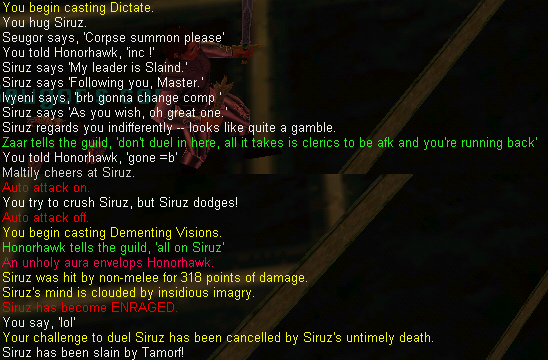 You begin casting Dictate.
You hug Siruz.
Seugor says, 'Corpse summon please'
You told Honorhawk, 'inc !'
Siruz says 'My leader is Slaind.'
Siruz says 'Following you, Master.'
Ivyeni says, 'brb gonna change comp '
Siruz says 'As you wish, oh great one.'
Siruz regards you indifferently -- looks like quite a gamble.
Zaar tells the guild, 'don't duel in here, all it takes is clerics to be afk and you're running back'
You told Honorhawk, 'gone =b'
Maltily cheers at Siruz.
Auto attack on.
You try to crush Siruz, but Siruz dodges!
Auto attack off.
You begin casting Dementing Visions.
Honorhawk tells the guild, 'all on Siruz'
An unholy aura envelops Honorhawk.
Siruz was hit by non-melee for 318 points of damage.
Siruz's mind is clouded by insidious imagry.
Siruz has become ENRAGED.
You say, 'lol'
Your challenge to duel Siruz has been cancelled by Siruz's untimely death.
Siruz has been slain by Tamorf!